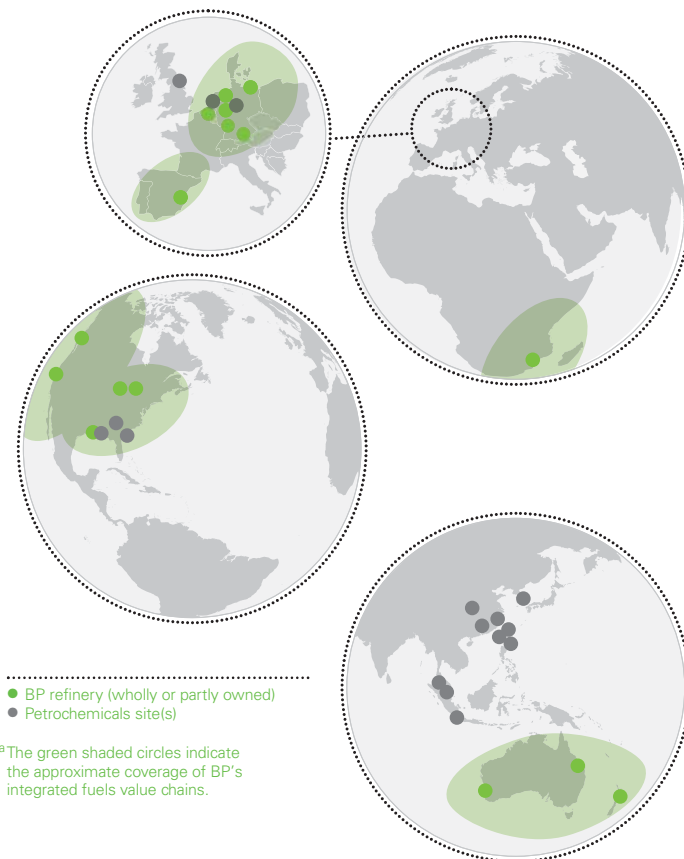 BP refinery (wholly or partly owned)
Petrochemicals site(s)
a The green shaded circles indicate
the approximate coverage of BP's
integrated fuels value chains.